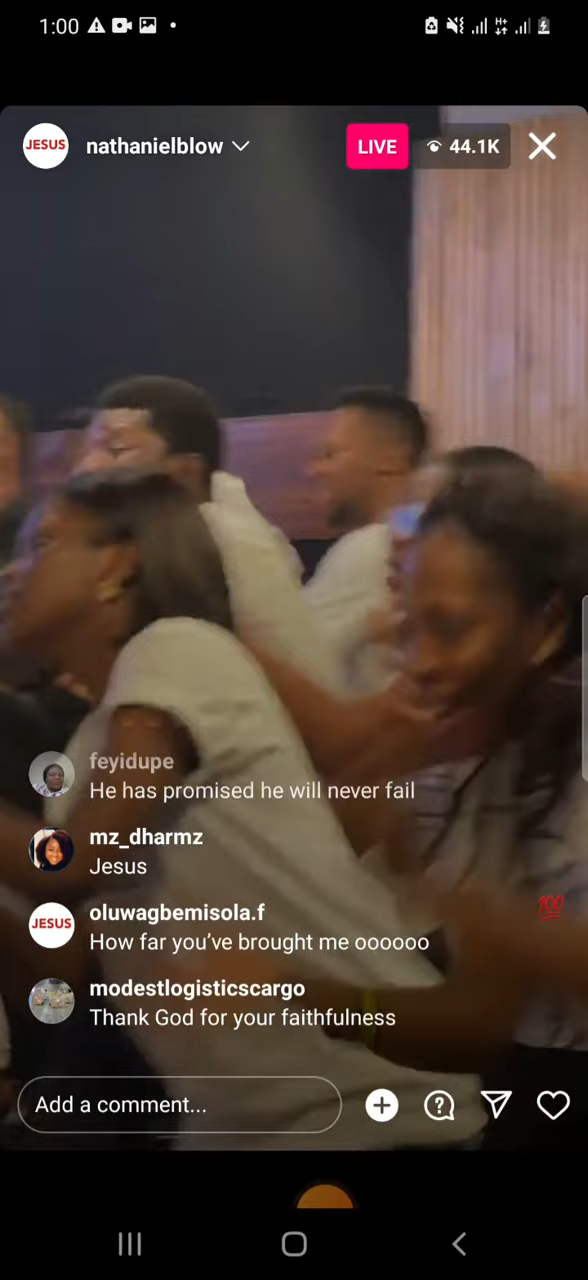 1:00
H+
JESUS
nathanielblow
LIVE
44.1K
feyidupe
He has promised he will never fail
mz_dharmz
Jesus
💯
JESUS
oluwagbemisola.f
How far you've brought me oooooo
modestlogisticscargo
Thank God for your faithfulness
Add a comment...